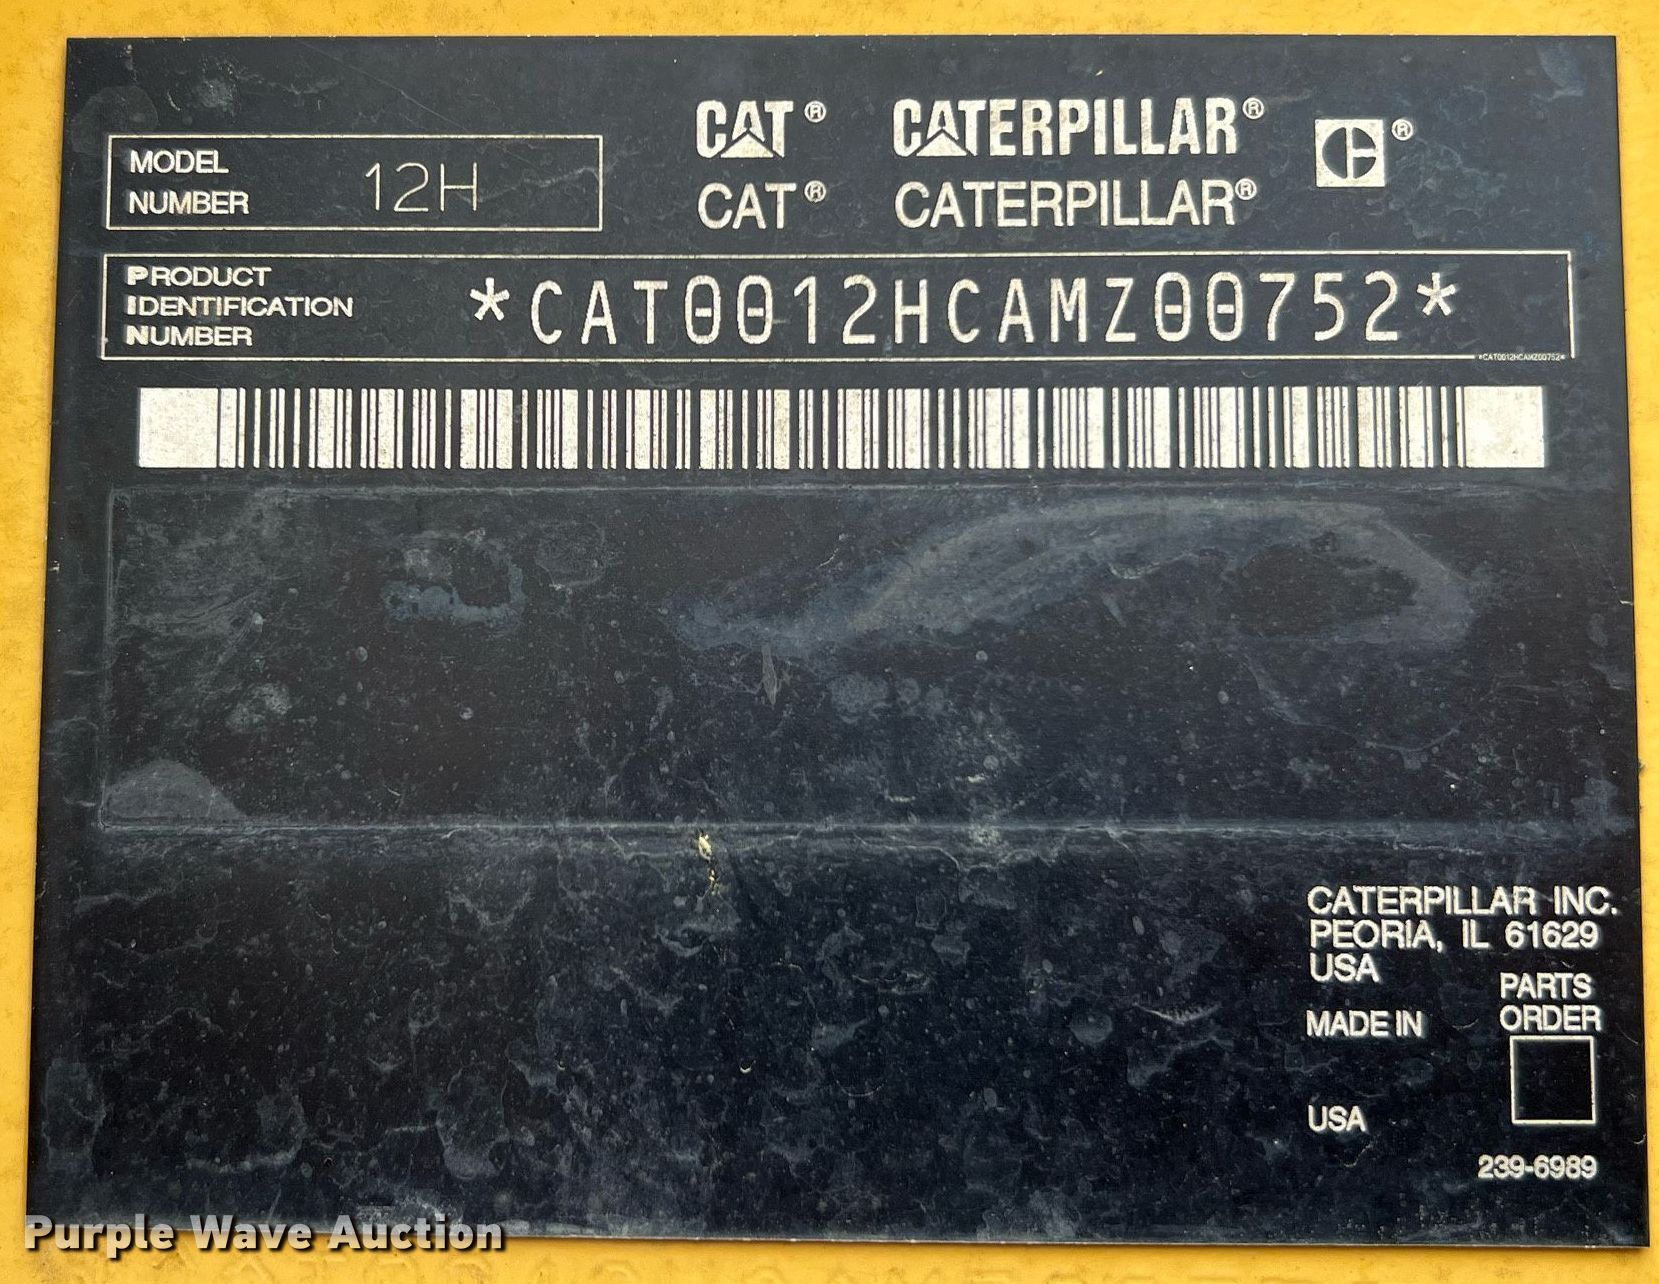 MODEL
NUMBER
12H
CAT® CATERPILLAR® ®
CAT® CATERPILLAR®
PRODUCT
IDENTIFICATION
NUMBER
*CAT0012HCAMZ00752*
*CAT0012HCAMZ00752*
CATERPILLAR INC.
PEORIA, IL 61629
USA
MADE IN
USA
PARTS
ORDER
239-6989
Purple Wave Auction